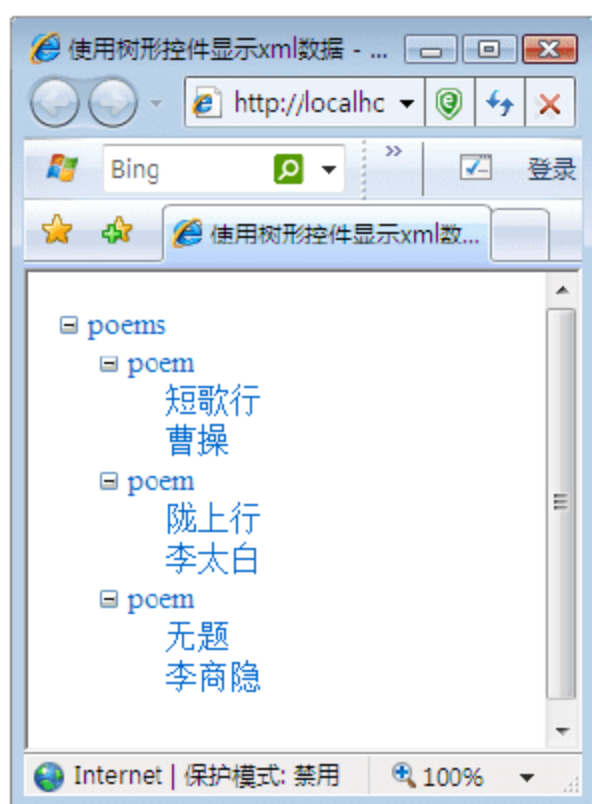 使用树形控件显示xml数据 - ...
http://localhc
Bing
»
登录
使用树形控件显示xml数...
poems
poem
短歌行
曹操
poem
陇上行
李太白
poem
无题
李商隐
Internet | 保护模式: 禁用
100%